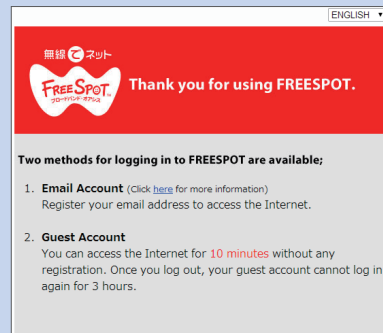 ENGLISH
無線 で ネット
FREESPOT
ブロードバンド・オアシス
Thank you for using FREESPOT.
Two methods for logging in to FREESPOT are available;
1. Email Account (Click here for more information)
Register your email address to access the Internet.
2. Guest Account
You can access the Internet for 10 minutes without any
registration. Once you log out, your guest account cannot log in
again for 3 hours.